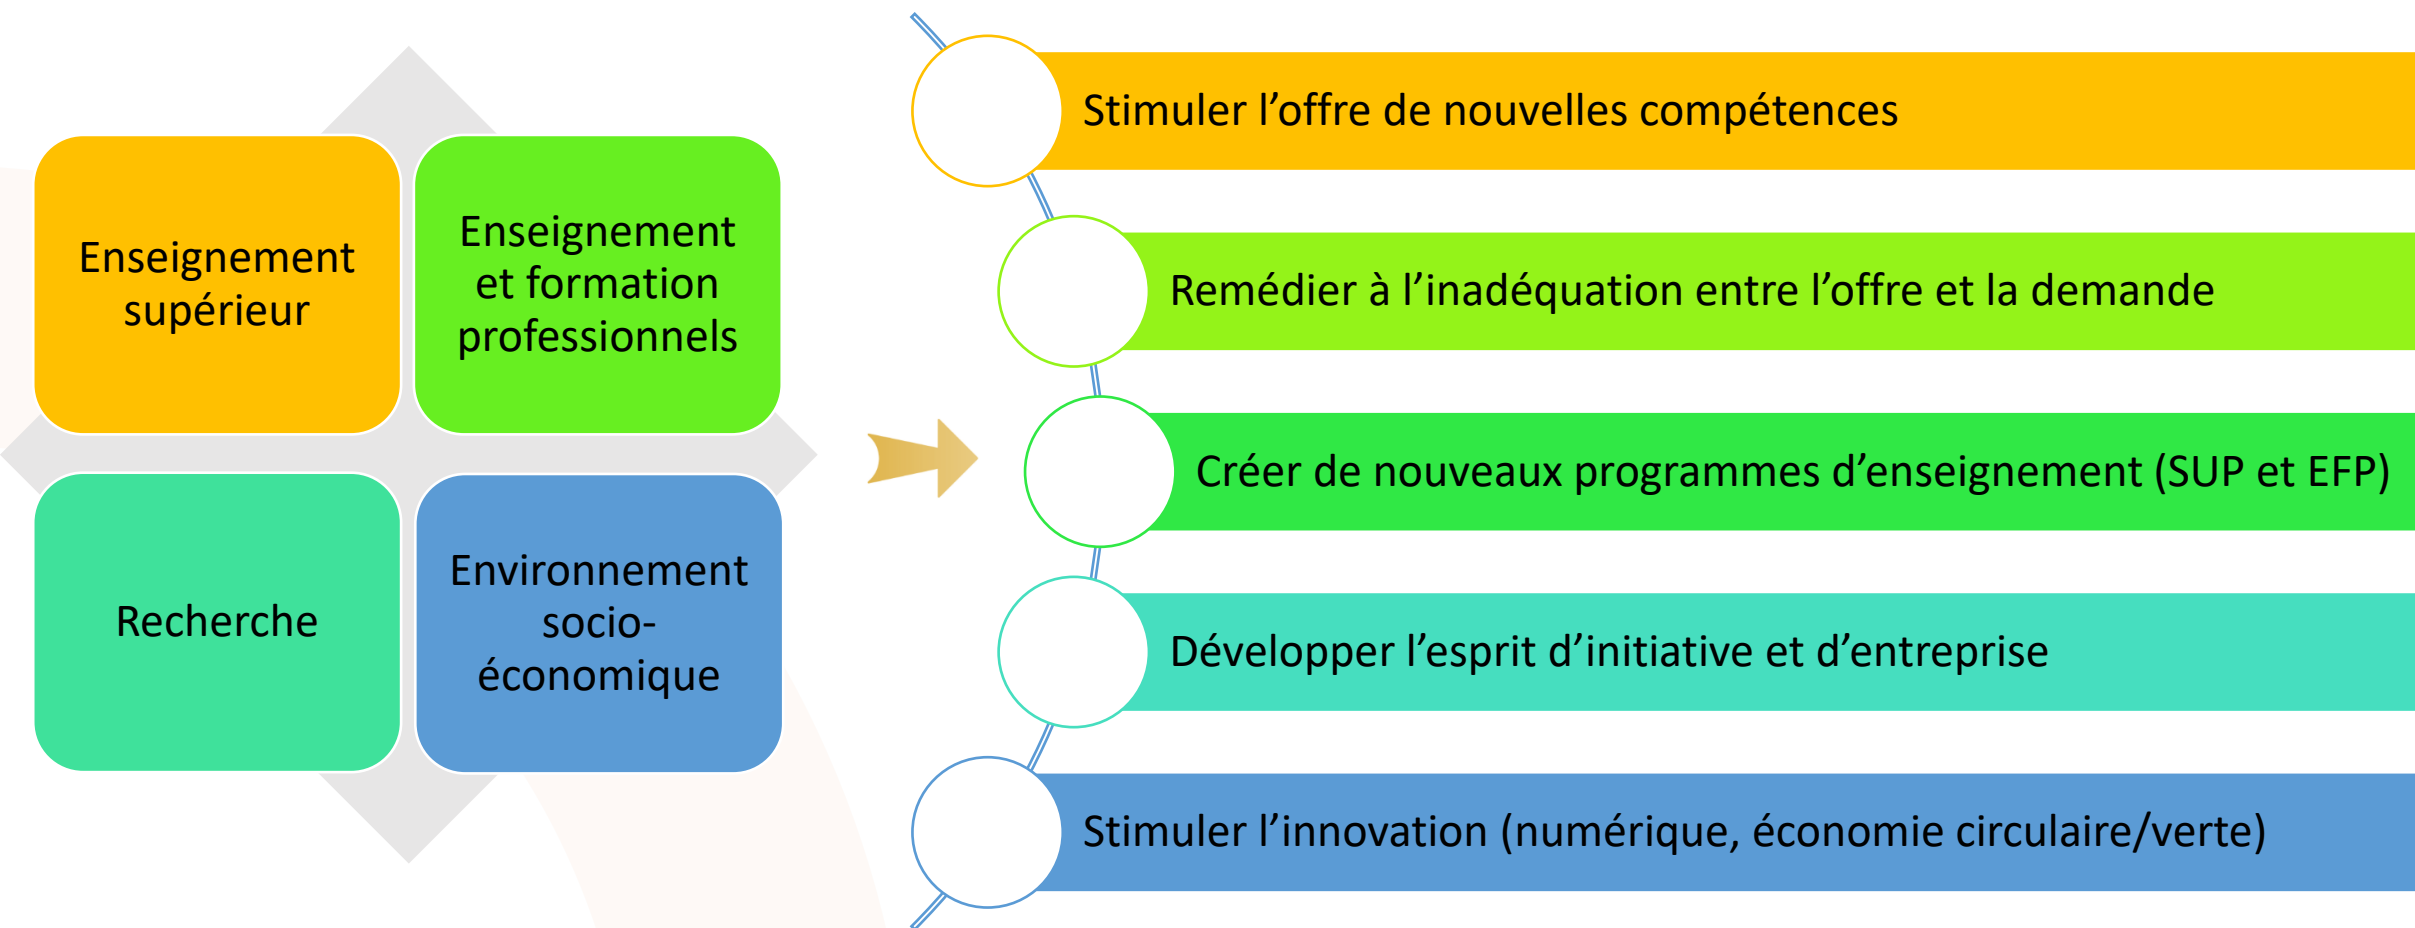 Enseignement
supérieur
Enseignement
et formation
professionnels
Recherche
Environnement
socio-
économique
Stimuler l’offre de nouvelles compétences
Remédier à l’inadéquation entre l’offre et la demande
Créer de nouveaux programmes d’enseignement (SUP et EFP)
Développer l’esprit d’initiative et d’entreprise
Stimuler l’innovation (numérique, économie circulaire/verte)